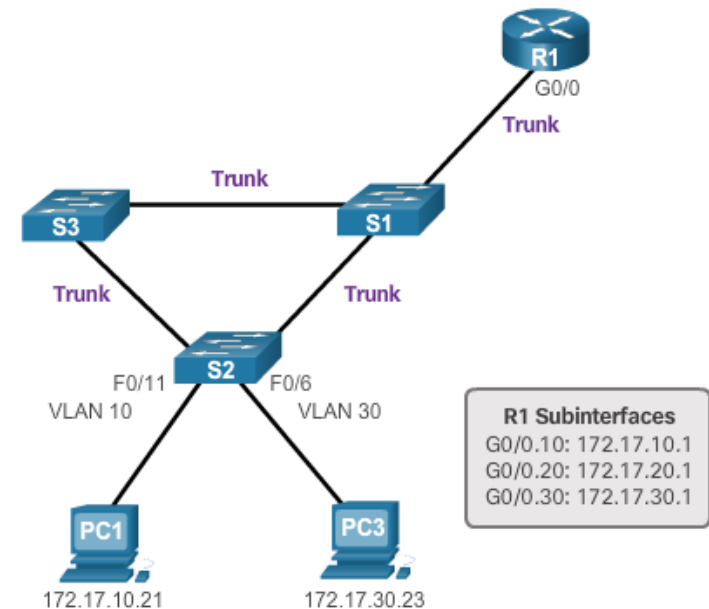 R1
G0/0
Trunk
Trunk
S3
S1
Trunk
Trunk
S2
F0/11
F0/6
VLAN 10
VLAN 30
R1 Subinterfaces
G0/0.10: 172.17.10.1
G0/0.20: 172.17.20.1
G0/0.30: 172.17.30.1
PC1
PC3
172.17.10.21
172.17.30.23